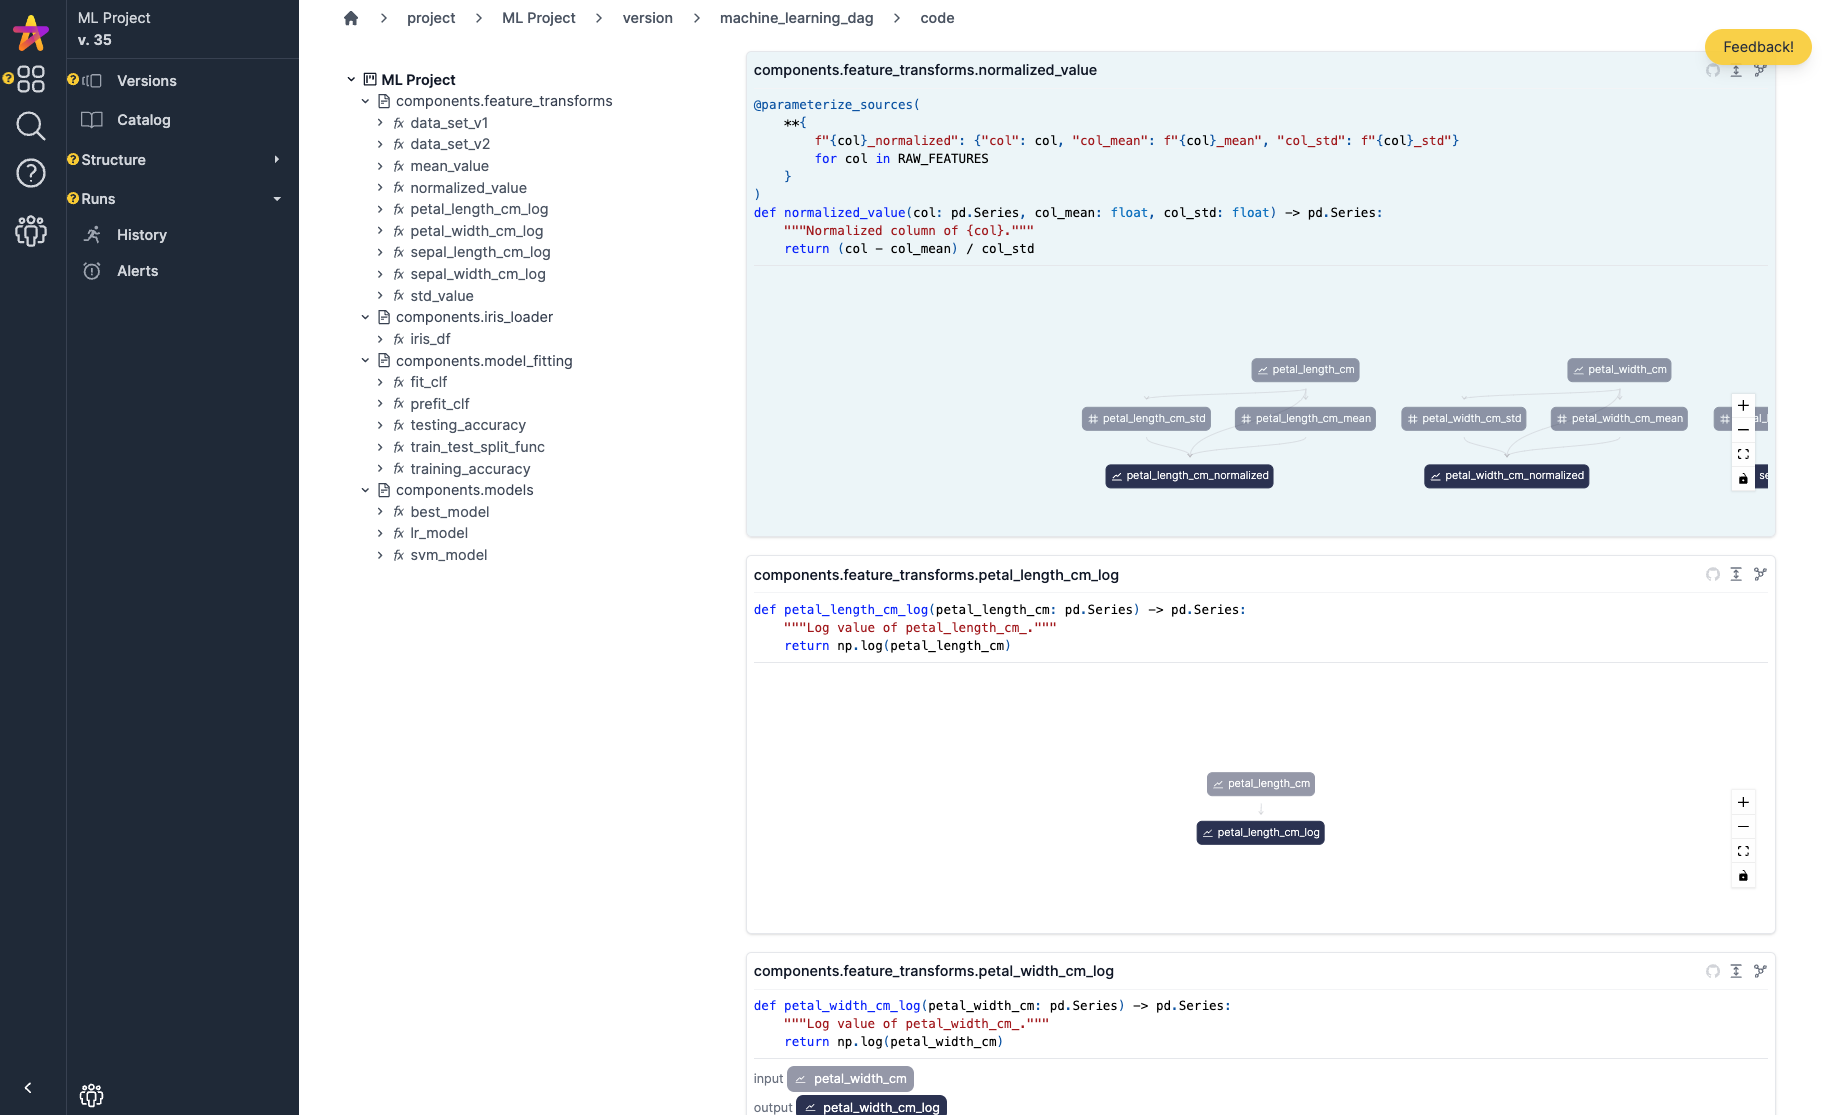 ML Project
v. 35
Versions
Catalog
Structure
Runs
History
Alerts
project
ML Project
version
machine_learning_dag
code
Feedback!
ML Project
components.feature_transforms
fx data_set_v1
fx data_set_v2
fx mean_value
fx normalized_value
fx petal_length_cm_log
fx petal_width_cm_log
fx sepal_length_cm_log
fx sepal_width_cm_log
fx std_value
components.iris_loader
fx iris_df
components.model_fitting
fx fit_clf
fx prefit_clf
fx testing_accuracy
fx train_test_split_func
fx training_accuracy
components.models
fx best_model
fx lr_model
fx svm_model
components.feature_transforms.normalized_value
@parameterize_sources(
    **{
        f"{col}_normalized": {"col": col, "col_mean": f"{col}_mean", "col_std": f"{col}_std"}
        for col in RAW_FEATURES
    }
)
def normalized_value(col: pd.Series, col_mean: float, col_std: float) -> pd.Series:
    """Normalized column of {col}."""
    return (col - col_mean) / col_std
petal_length_cm
petal_width_cm
# petal_length_cm_std
# petal_length_cm_mean
# petal_width_cm_std
# petal_width_cm_mean
#
petal_length_cm_normalized
petal_width_cm_normalized
se
components.feature_transforms.petal_length_cm_log
def petal_length_cm_log(petal_length_cm: pd.Series) -> pd.Series:
    """Log value of petal_length_cm_."""
    return np.log(petal_length_cm)
petal_length_cm
petal_length_cm_log
components.feature_transforms.petal_width_cm_log
def petal_width_cm_log(petal_width_cm: pd.Series) -> pd.Series:
    """Log value of petal_width_cm_."""
    return np.log(petal_width_cm)
input petal_width_cm
output petal_width_cm_log